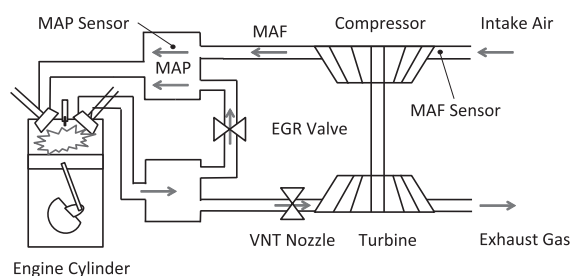 MAP Sensor
MAF
Compressor
Intake Air
MAP
MAF Sensor
EGR Valve
VNT Nozzle
Turbine
Exhaust Gas
Engine Cylinder